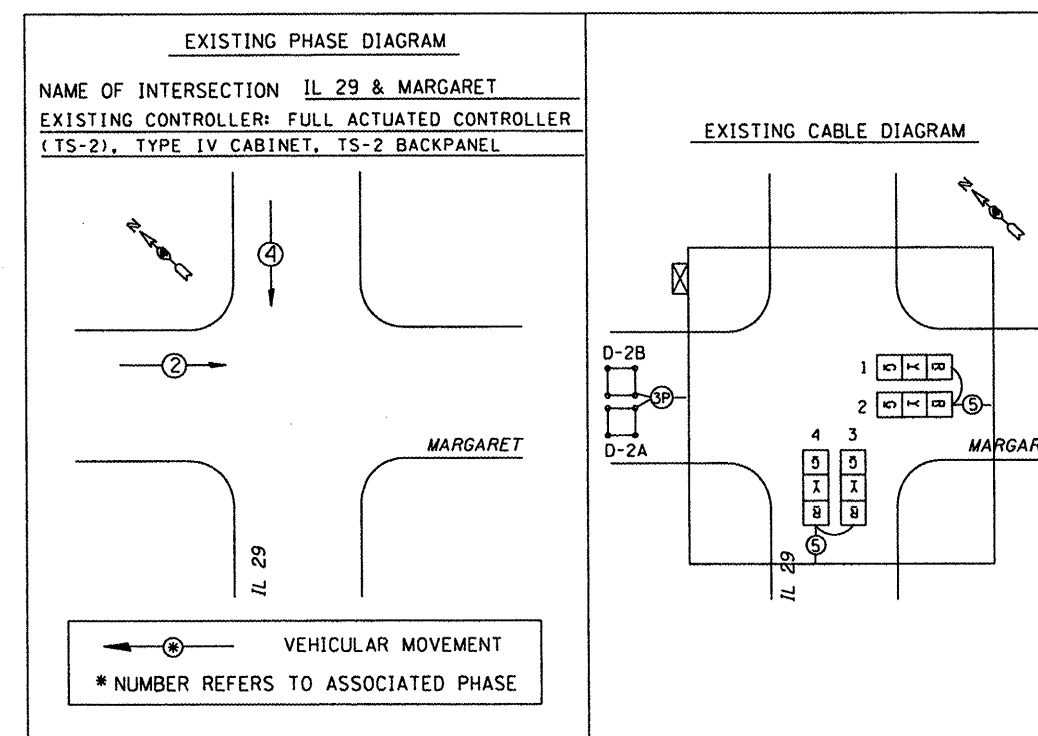 EXISTING PHASE DIAGRAM
NAME OF INTERSECTION IL 29 & MARGARET
EXISTING CONTROLLER: FULL ACTUATED CONTROLLER
(TS-2), TYPE IV CABINET, TS-2 BACKPANEL
N
4
2
MARGARET
IL 29
* VEHICULAR MOVEMENT
* NUMBER REFERS TO ASSOCIATED PHASE
EXISTING CABLE DIAGRAM
N
D-2B
3P
D-2A
1 G Y R
2 G Y R 5
4 3
G G
Y Y
R R
5
MARGAR
IL 29